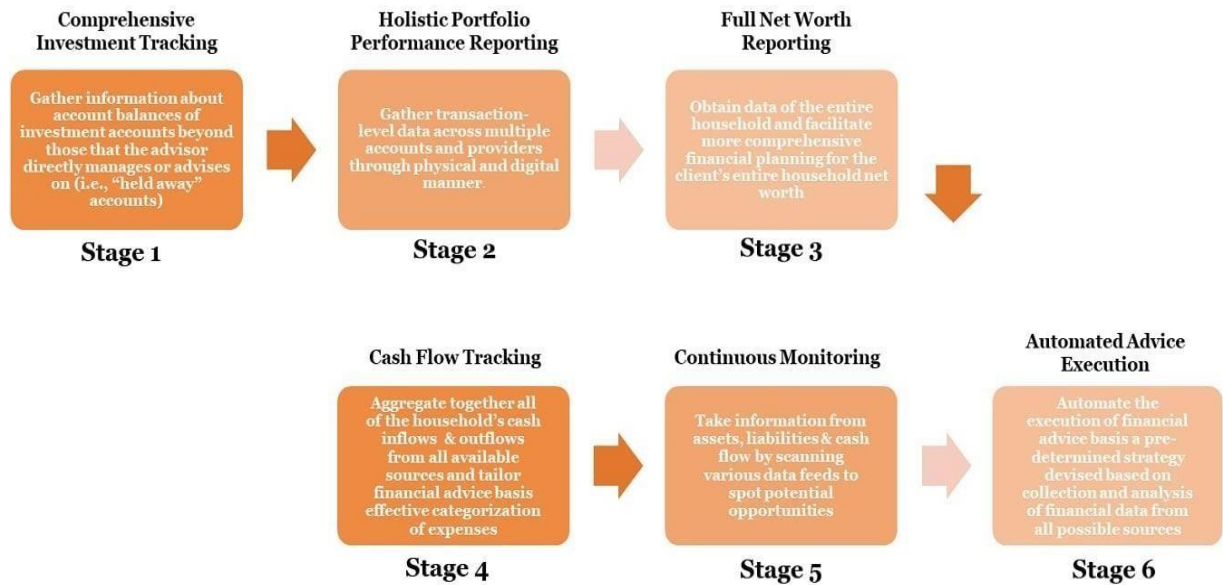 Comprehensive
Investment Tracking
Gather information about
account balances of
investment accounts beyond
those that the advisor
directly manages or advises
on (i.e., “held away”
accounts)
Stage 1
Holistic Portfolio
Performance Reporting
Gather transaction-
level data across multiple
accounts and providers
through physical and digital
manner.
Stage 2
Full Net Worth
Reporting
Obtain data of the entire
household and facilitate
more comprehensive
financial planning for the
client’s entire household net
worth
Stage 3
Cash Flow Tracking
Aggregate together all
of the household’s cash
inflows & outflows
from all available
sources and tailor
financial advice basis
effective categorization
of expenses
Stage 4
Continuous Monitoring
Take information from
assets, liabilities & cash
flow by scanning
various data feeds to
spot potential
opportunities
Stage 5
Automated Advice
Execution
Automate the
execution of financial
advice basis a pre-
determined strategy
devised based on
collection and analysis
of financial data from
all possible sources
Stage 6